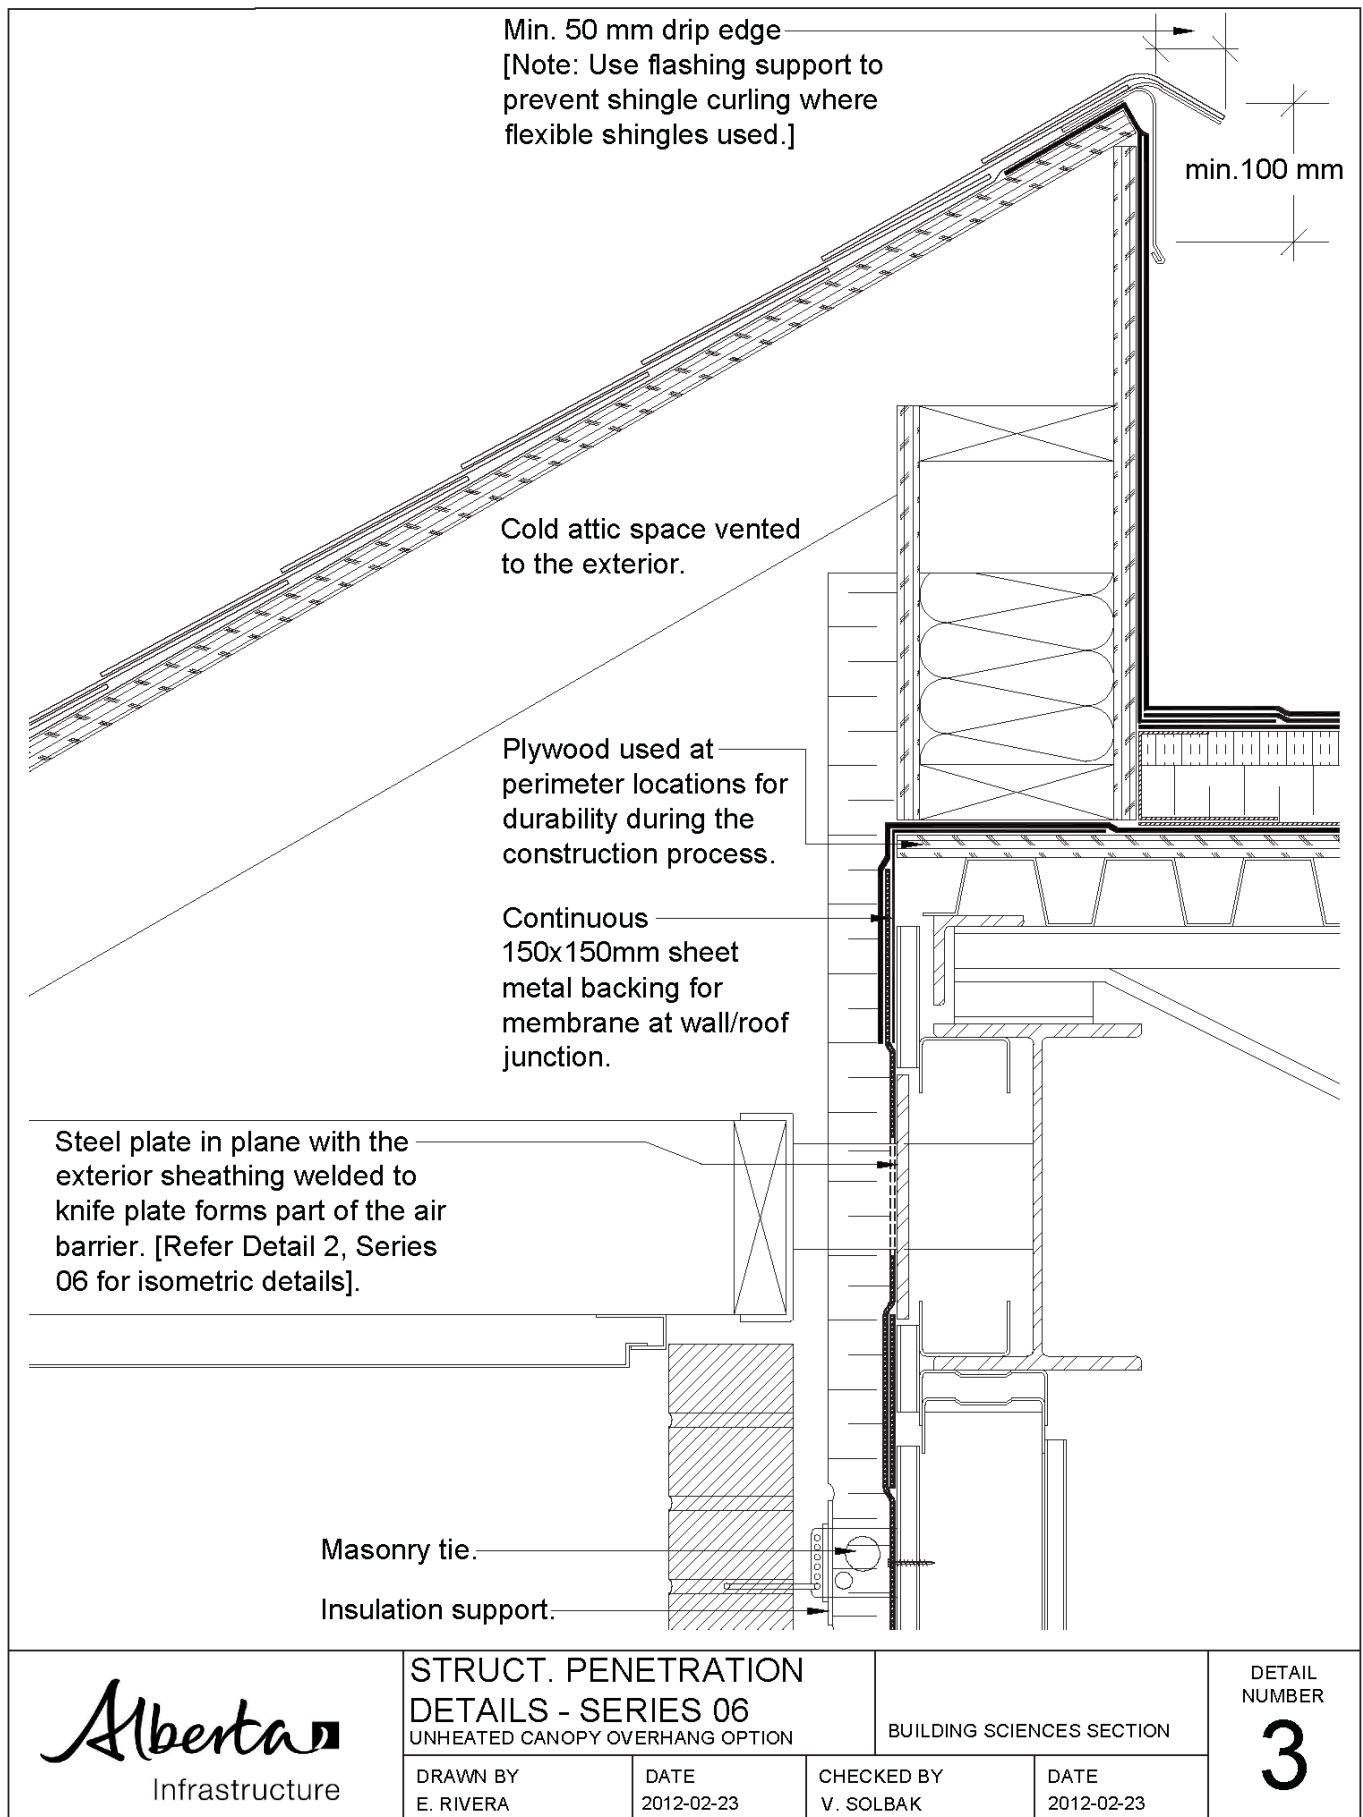 Min. 50 mm drip edge
[Note: Use flashing support to
prevent shingle curling where
flexible shingles used.]
min.100 mm
Cold attic space vented
to the exterior.
Plywood used at
perimeter locations for
durability during the
construction process.
Continuous
150x150mm sheet
metal backing for
membrane at wall/roof
junction.
Steel plate in plane with the
exterior sheathing welded to
knife plate forms part of the air
barrier. [Refer Detail 2, Series
06 for isometric details].
Masonry tie.
Insulation support.
Alberta
Infrastructure
STRUCT. PENETRATION
DETAILS - SERIES 06
UNHEATED CANOPY OVERHANG OPTION
BUILDING SCIENCES SECTION
DETAIL
NUMBER
3
DRAWN BY
E. RIVERA
DATE
2012-02-23
CHECKED BY
V. SOLBAK
DATE
2012-02-23